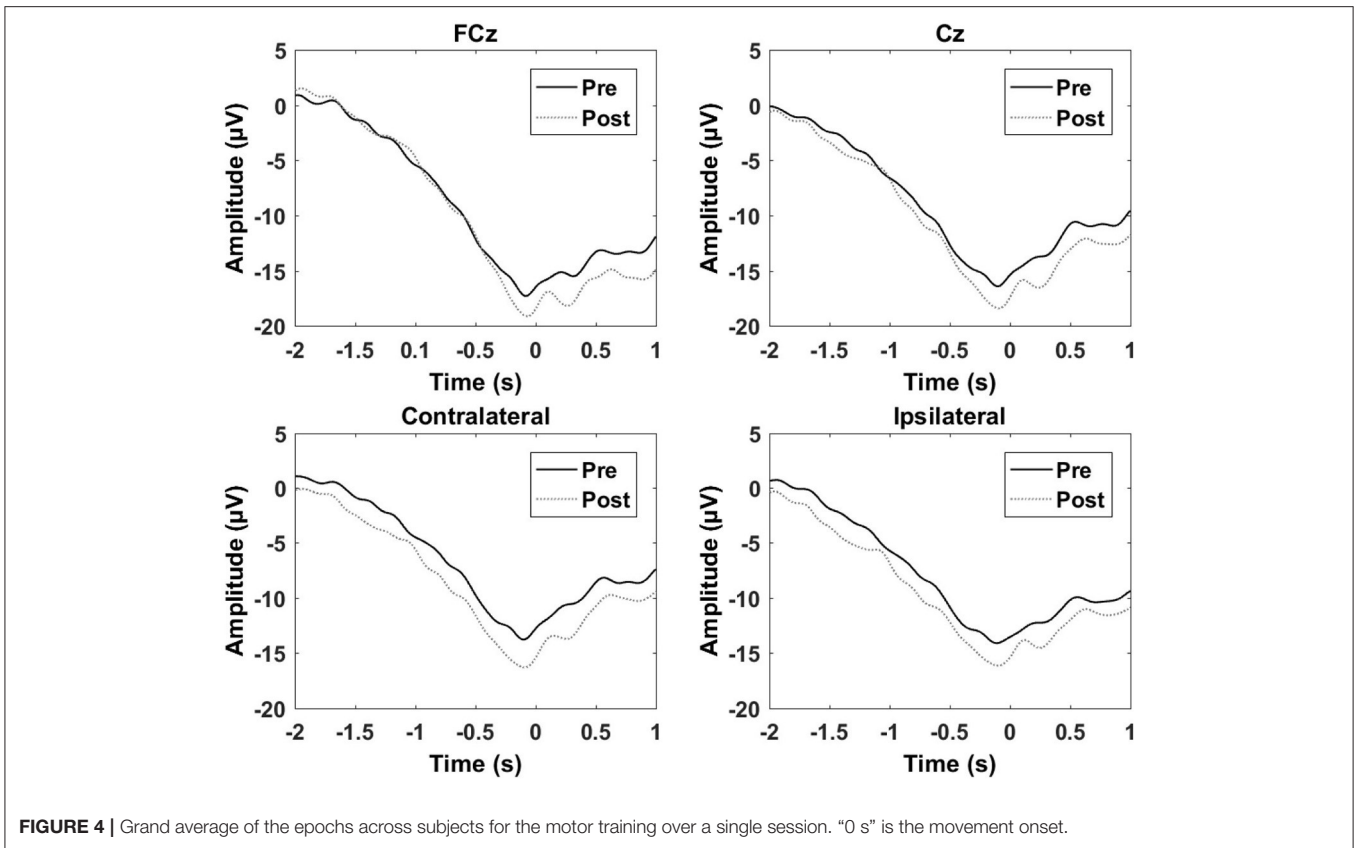 FCz
5
0
-5
-10
-15
-20
Amplitude (µV)
Pre
Post
-2 -1.5 0.1 -0.5 0 0.5 1
Time (s)
Cz
5
0
-5
-10
-15
-20
Amplitude (µV)
Pre
Post
-2 -1.5 -1 -0.5 0 0.5 1
Time (s)
Contralateral
5
0
-5
-10
-15
-20
Amplitude (µV)
Pre
Post
-2 -1.5 -1 -0.5 0 0.5 1
Time (s)
Ipsilateral
5
0
-5
-10
-15
-20
Amplitude (µV)
Pre
Post
-2 -1.5 -1 -0.5 0 0.5 1
Time (s)
FIGURE 4 | Grand average of the epochs across subjects for the motor training over a single session. “0 s” is the movement onset.